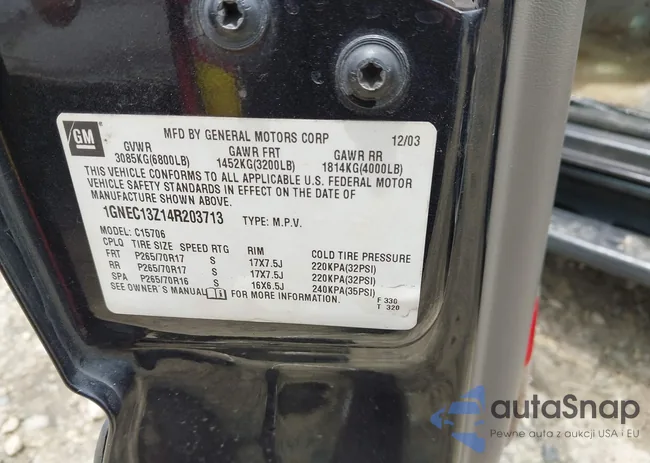 GM
MFD BY GENERAL MOTORS CORP 12/03
GVWR GAWR FRT GAWR RR
3085KG(6800LB) 1452KG(3200LB) 1814KG(4000LB)
THIS VEHICLE CONFORMS TO ALL APPLICABLE U.S. FEDERAL MOTOR
VEHICLE SAFETY STANDARDS IN EFFECT ON THE DATE OF
MANUFACTURE SHOWN ABOVE.
1GNEC13Z14R203713 TYPE: M.P.V.
MODEL: C15706
CPLQ TIRE SIZE SPEED RTG RIM COLD TIRE PRESSURE
FRT P265/70R17 S 17X7.5J 220KPA(32PSI)
RR P265/70R17 S 17X7.5J 220KPA(32PSI)
SPA P265/70R16 S 16X6.5J 240KPA(35PSI)
SEE OWNER'S MANUAL FOR MORE INFORMATION. F 330
T 320
autaSnap
Pewne auta z aukcji USA i EU